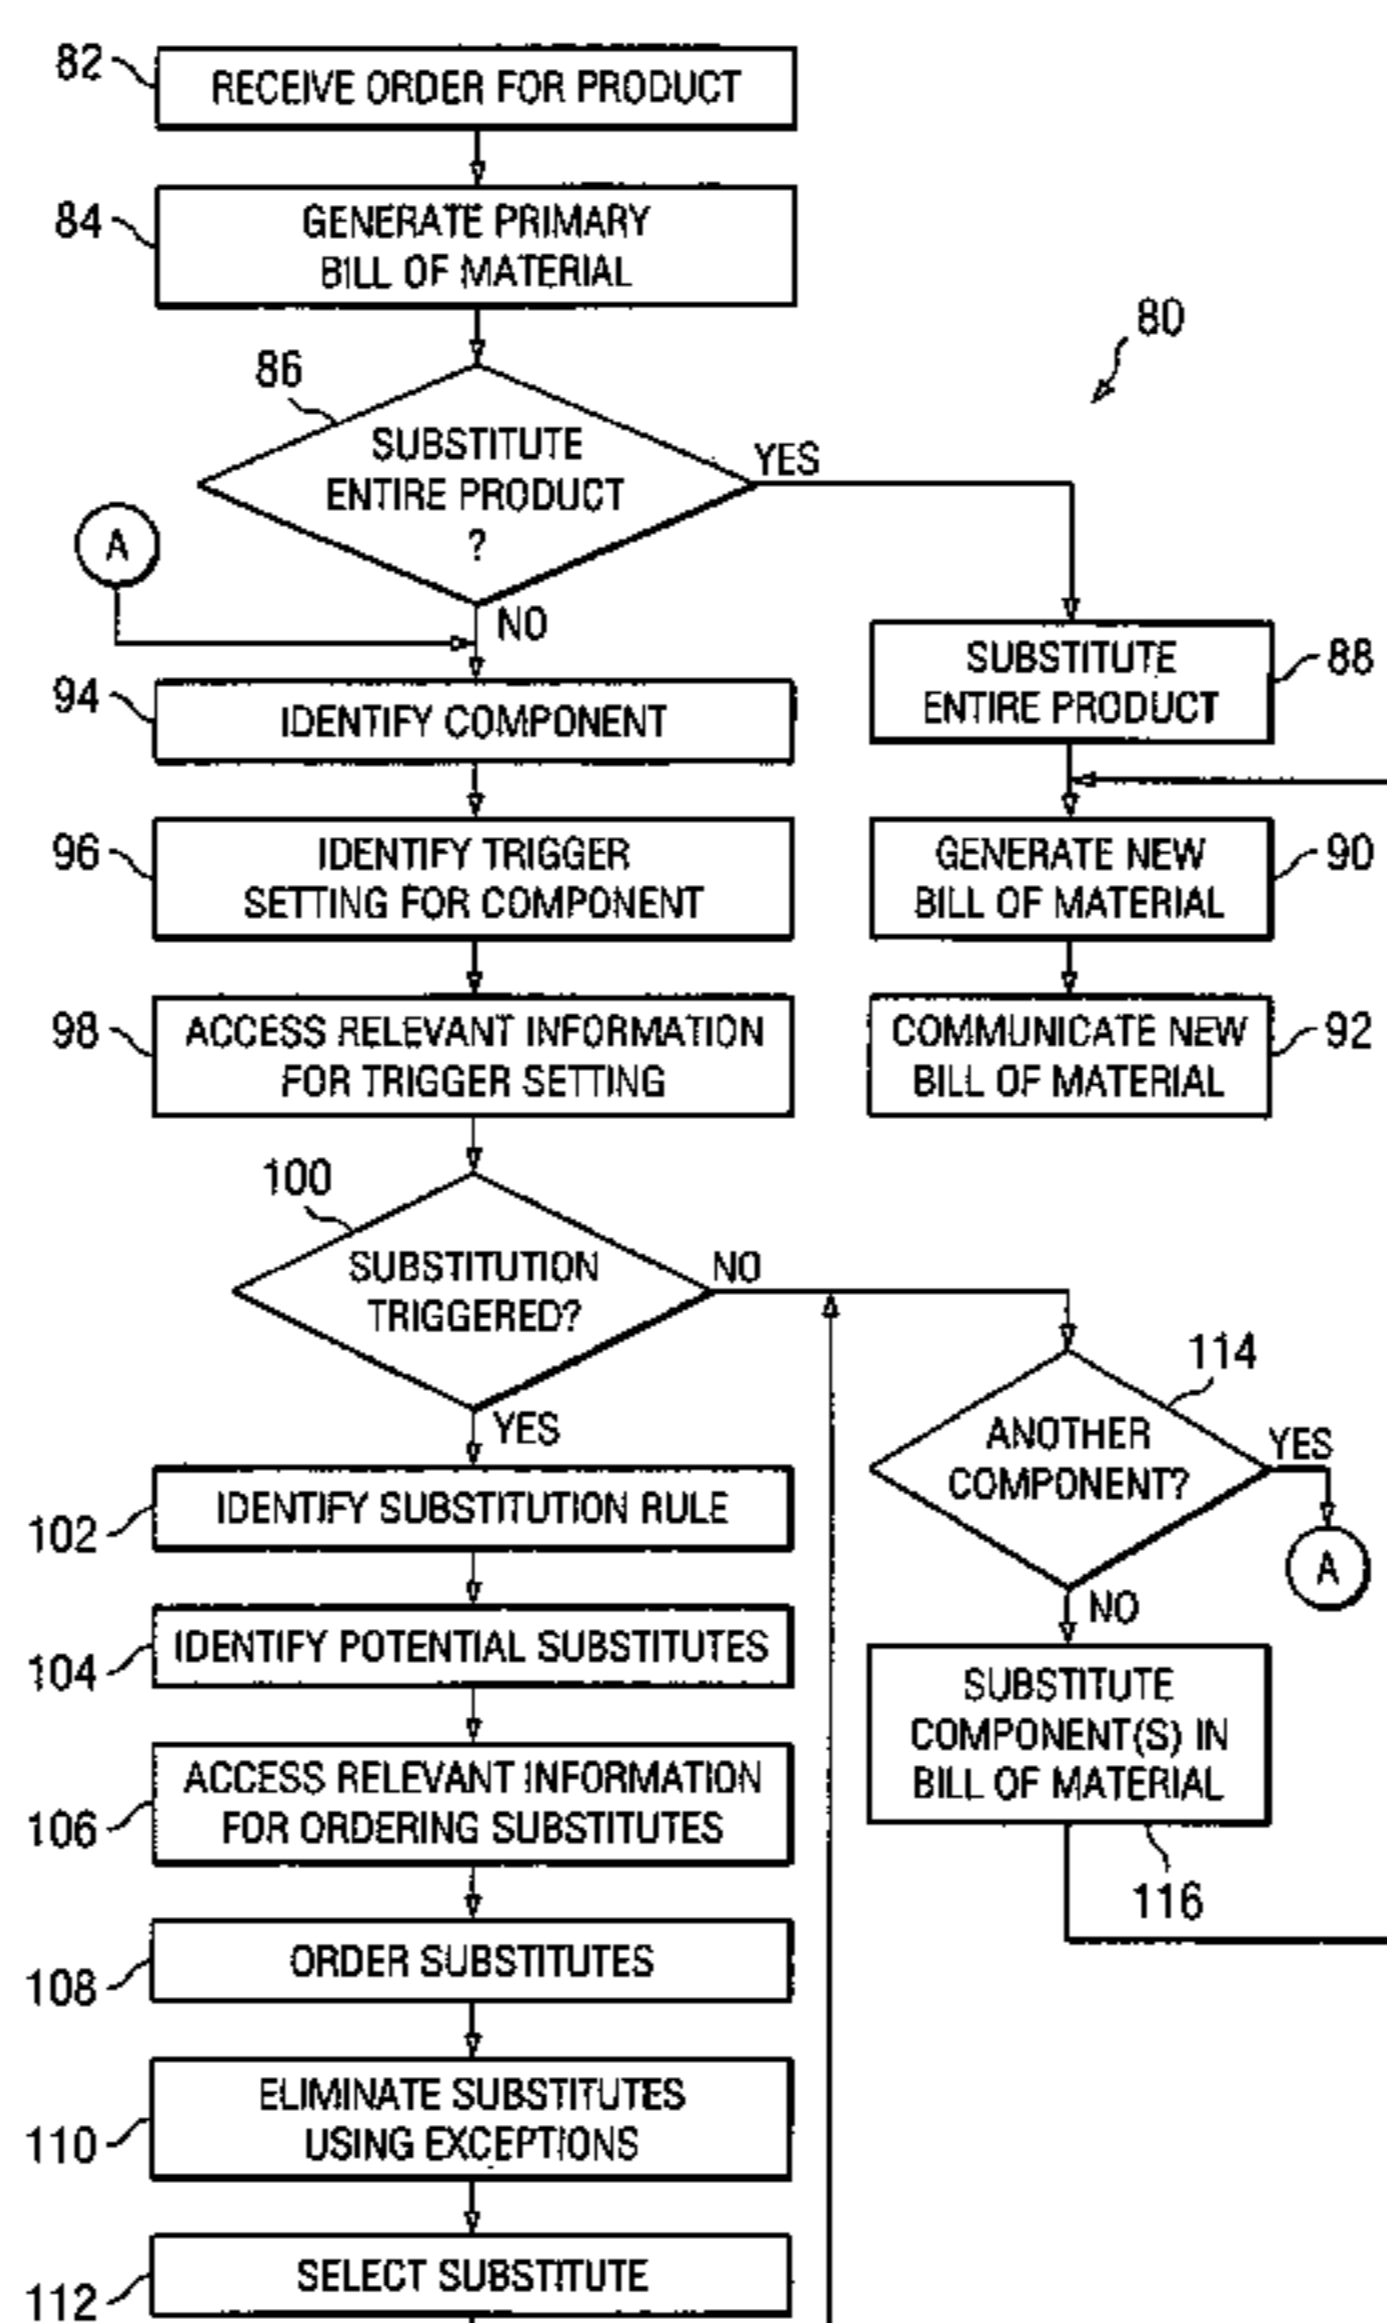 82
RECEIVE ORDER FOR PRODUCT
84
GENERATE PRIMARY
BILL OF MATERIAL
80
86
SUBSTITUTE
ENTIRE PRODUCT
?
YES
NO
A
94
IDENTIFY COMPONENT
SUBSTITUTE
ENTIRE PRODUCT
88
96
IDENTIFY TRIGGER
SETTING FOR COMPONENT
GENERATE NEW
BILL OF MATERIAL
90
98
ACCESS RELEVANT INFORMATION
FOR TRIGGER SETTING
COMMUNICATE NEW
BILL OF MATERIAL
92
100
SUBSTITUTION
TRIGGERED?
NO
YES
114
ANOTHER
COMPONENT?
YES
A
NO
102
IDENTIFY SUBSTITUTION RULE
104
IDENTIFY POTENTIAL SUBSTITUTES
SUBSTITUTE
COMPONENT(S) IN
BILL OF MATERIAL
116
106
ACCESS RELEVANT INFORMATION
FOR ORDERING SUBSTITUTES
108
ORDER SUBSTITUTES
110
ELIMINATE SUBSTITUTES
USING EXCEPTIONS
112
SELECT SUBSTITUTE